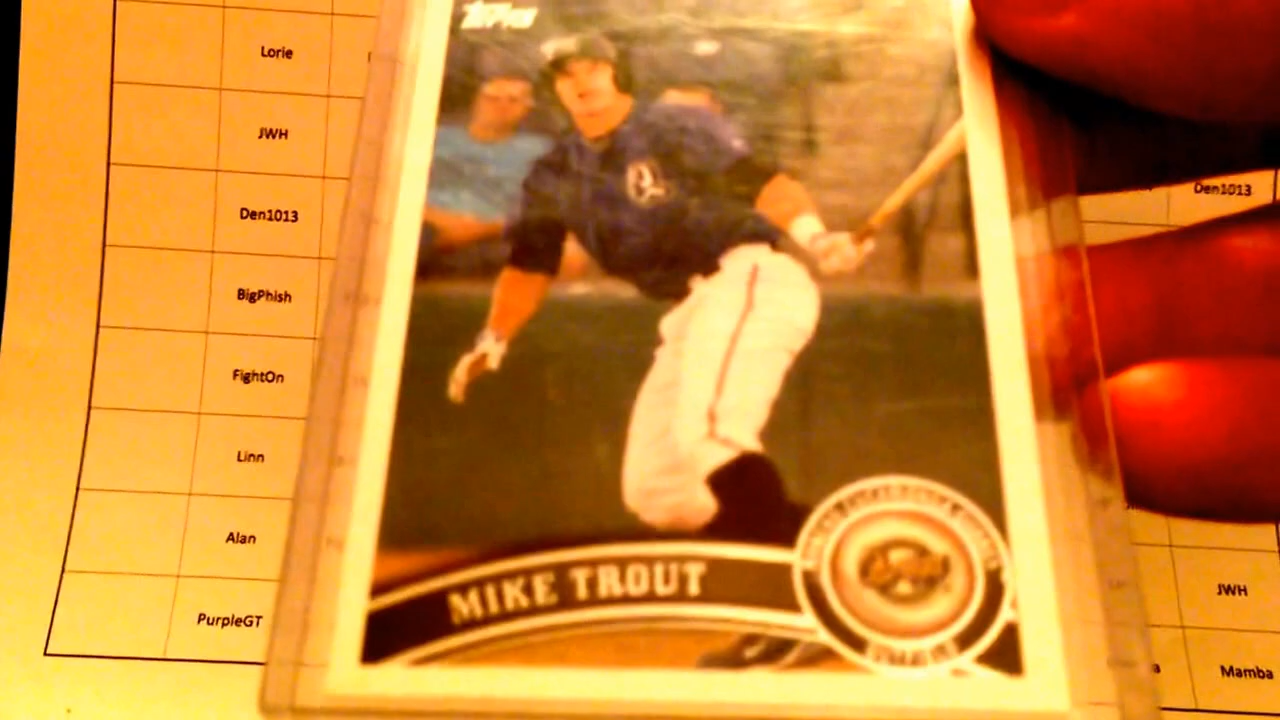 Topps
Lorie
JWH
Den1013
Den1013
BigPhish
FightOn
Linn
Alan
JWH
MIKE TROUT
PurpleGT
Mamba